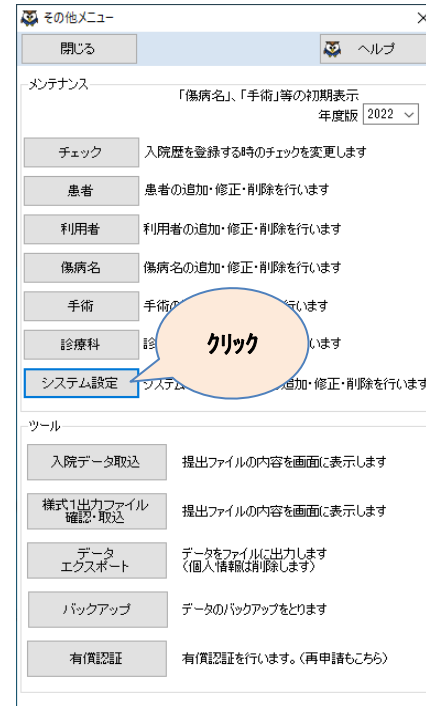 その他メニュー
閉じる
ヘルプ
メンテナンス
「傷病名」、「手術」等の初期表示
年度版 2022
チェック 入院歴を登録する時のチェックを変更します
患者 患者の追加・修正・削除を行います
利用者 利用者の追加・修正・削除を行います
傷病名 傷病名の追加・修正・削除を行います
手術 手術の 行います
診療科 います
クリック
システム設定 システム 追加・修正・削除を行います
ツール
入院データ取込 提出ファイルの内容を画面に表示します
様式1出力ファイル
確認・取込
提出ファイルの内容を画面に表示します
データ
エクスポート
データをファイルに出力します
(個人情報は削除します)
バックアップ データのバックアップをとります
有償認証 有償認証を行います。(再申請もこちら)